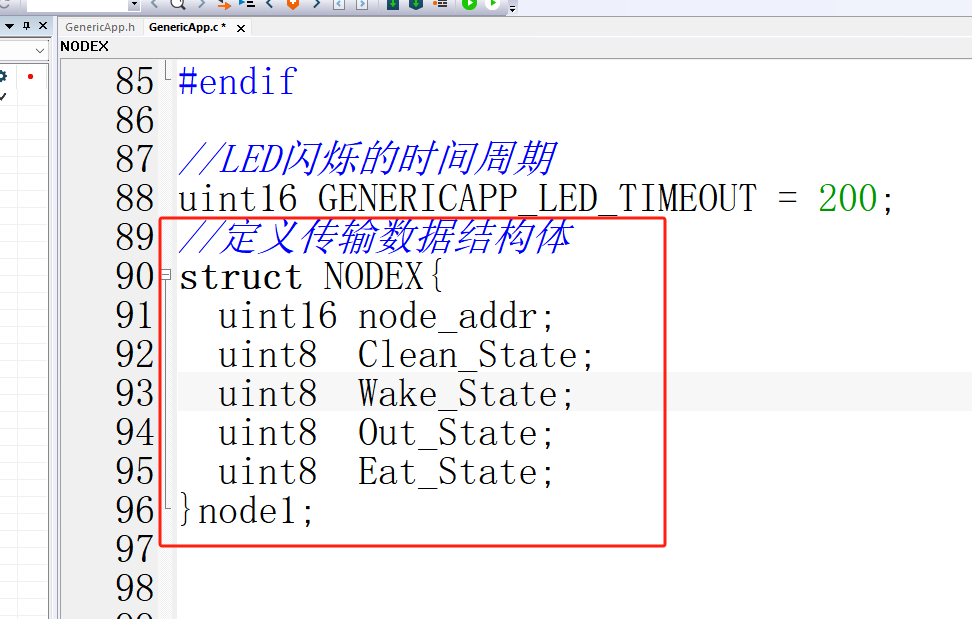 GenericApp.h GenericApp.c *
NODEX
85 #endif
86
87 //LED闪烁的时间周期
88 uint16 GENERICAPP_LED_TIMEOUT = 200;
89 //定义传输数据结构体
90 struct NODEX{
91 uint16 node_addr;
92 uint8 Clean_State;
93 uint8 Wake_State;
94 uint8 Out_State;
95 uint8 Eat_State;
96 }node1;
97
98